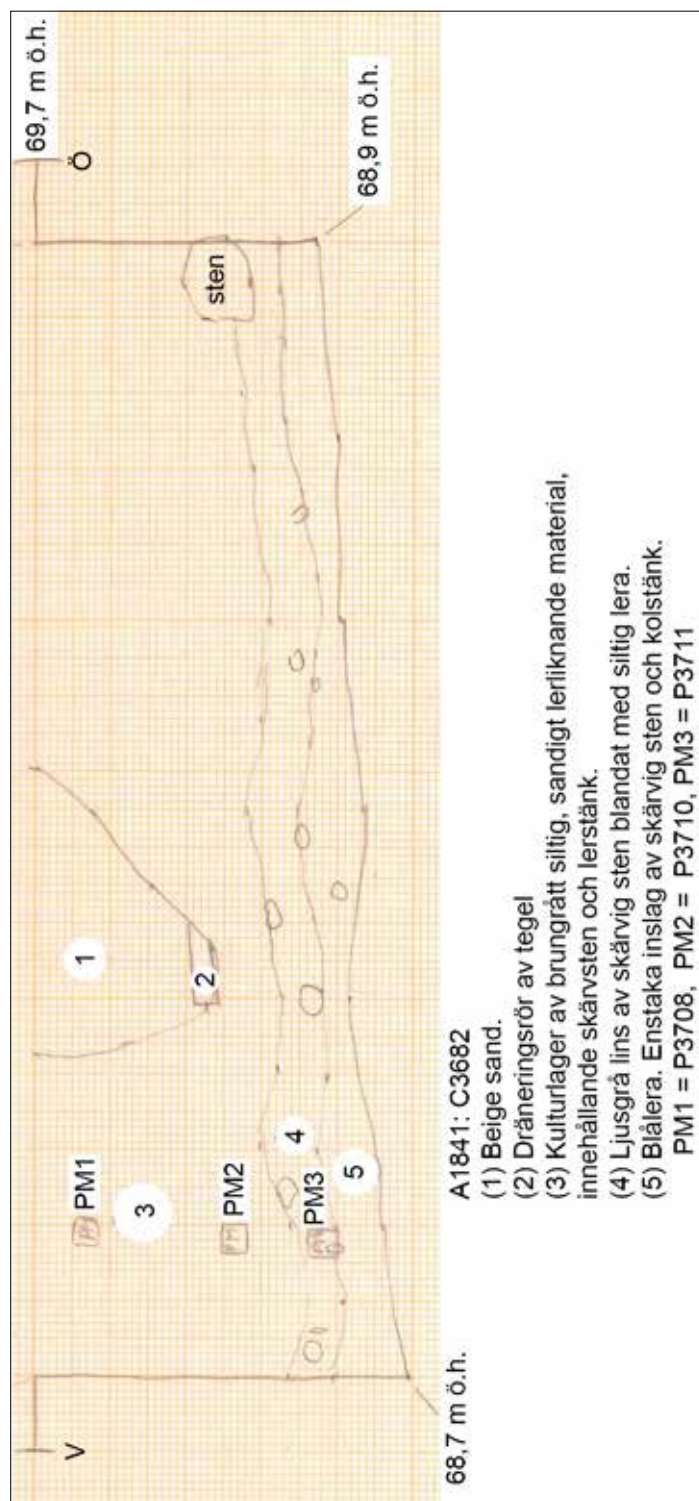 69,7 m ö.h.
V
Ö
1
PM1
3
2
sten
PM2
4
PM3
5
68,9 m ö.h.
68,7 m ö.h.
A1841: C3682
(1) Beige sand.
(2) Dräneringsrör av tegel
(3) Kulturlager av brungrått siltig, sandigt lerliknande material,
innehållande skärvsten och lerstänk.
(4) Ljusgrå lins av skärvig sten blandat med siltig lera.
(5) Blålera. Enstaka inslag av skärvig sten och kolstänk.
PM1 = P3708, PM2 = P3710, PM3 = P3711